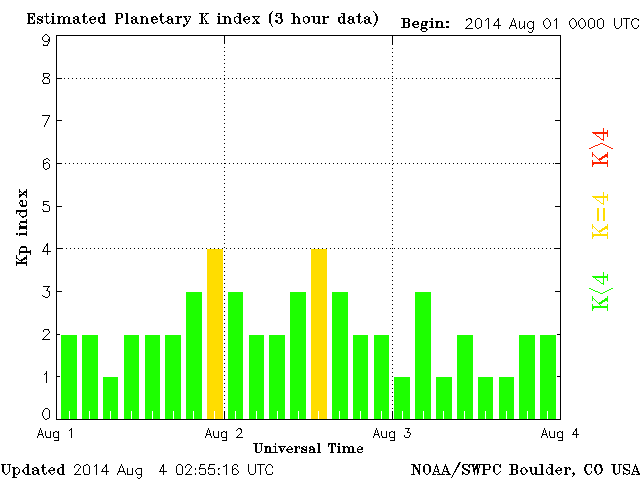 Estimated Planetary K index (3 hour data) Begin: 2014 Aug 01 0000 UTC
9
8
7
6
5
4
3
2
1
0
Kp index
K>4
K=4
K<4
Aug 1 Aug 2 Aug 3 Aug 4
Universal Time
Updated 2014 Aug 4 02:55:16 UTC NOAA/SWPC Boulder, CO USA